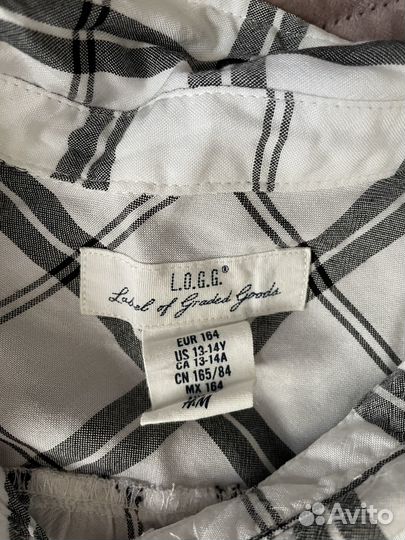 L.O.G.G.®
Label of Graded Goods
EUR 164
US 13-14Y
CA 13-14A
CN 165/84
MX 164
H&M
Avito